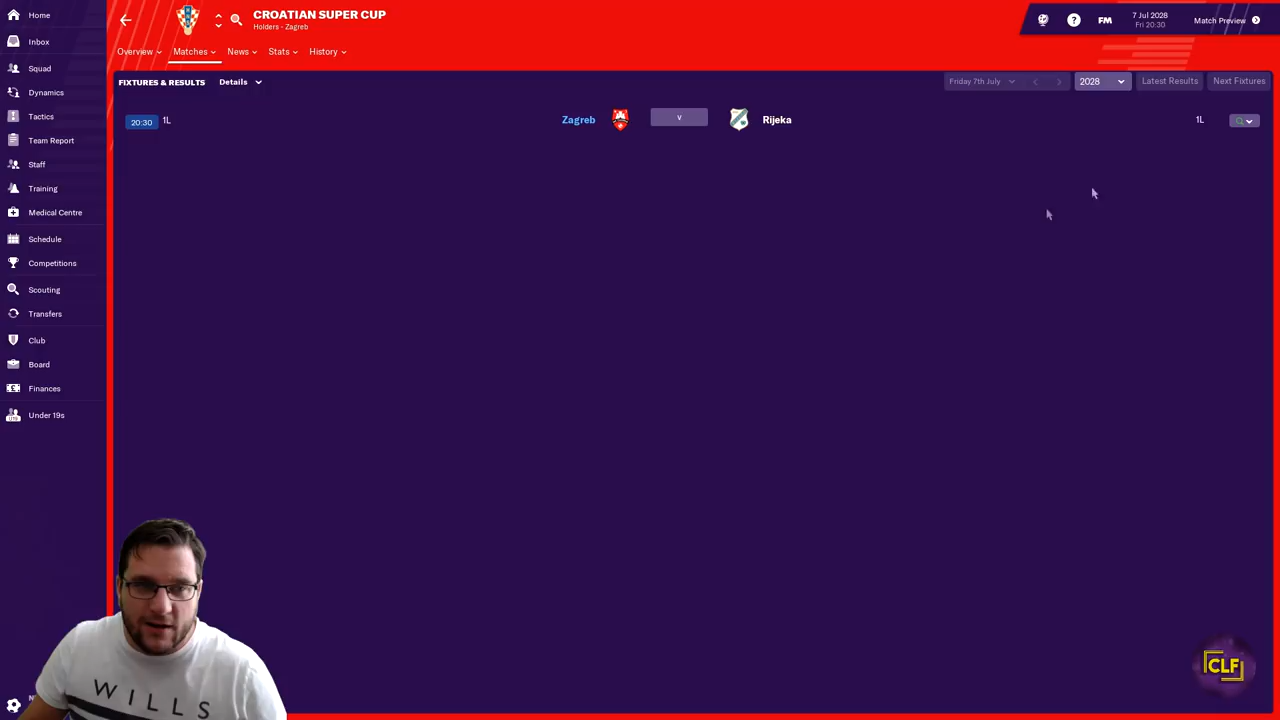 Home
Inbox
Squad
Dynamics
Tactics
Team Report
Staff
Training
Medical Centre
Schedule
Competitions
Scouting
Transfers
Club
Board
Finances
Under 19s
CROATIAN SUPER CUP
Holders - Zagreb
Overview
Matches
News
Stats
History
FM
7 Jul 2028
Fri 20:30
Match Preview
FIXTURES & RESULTS
Details
Friday 7th July
2028
Latest Results
Next Fixtures
20:30 1L Zagreb v Rijeka 1L
WILLS
CLF